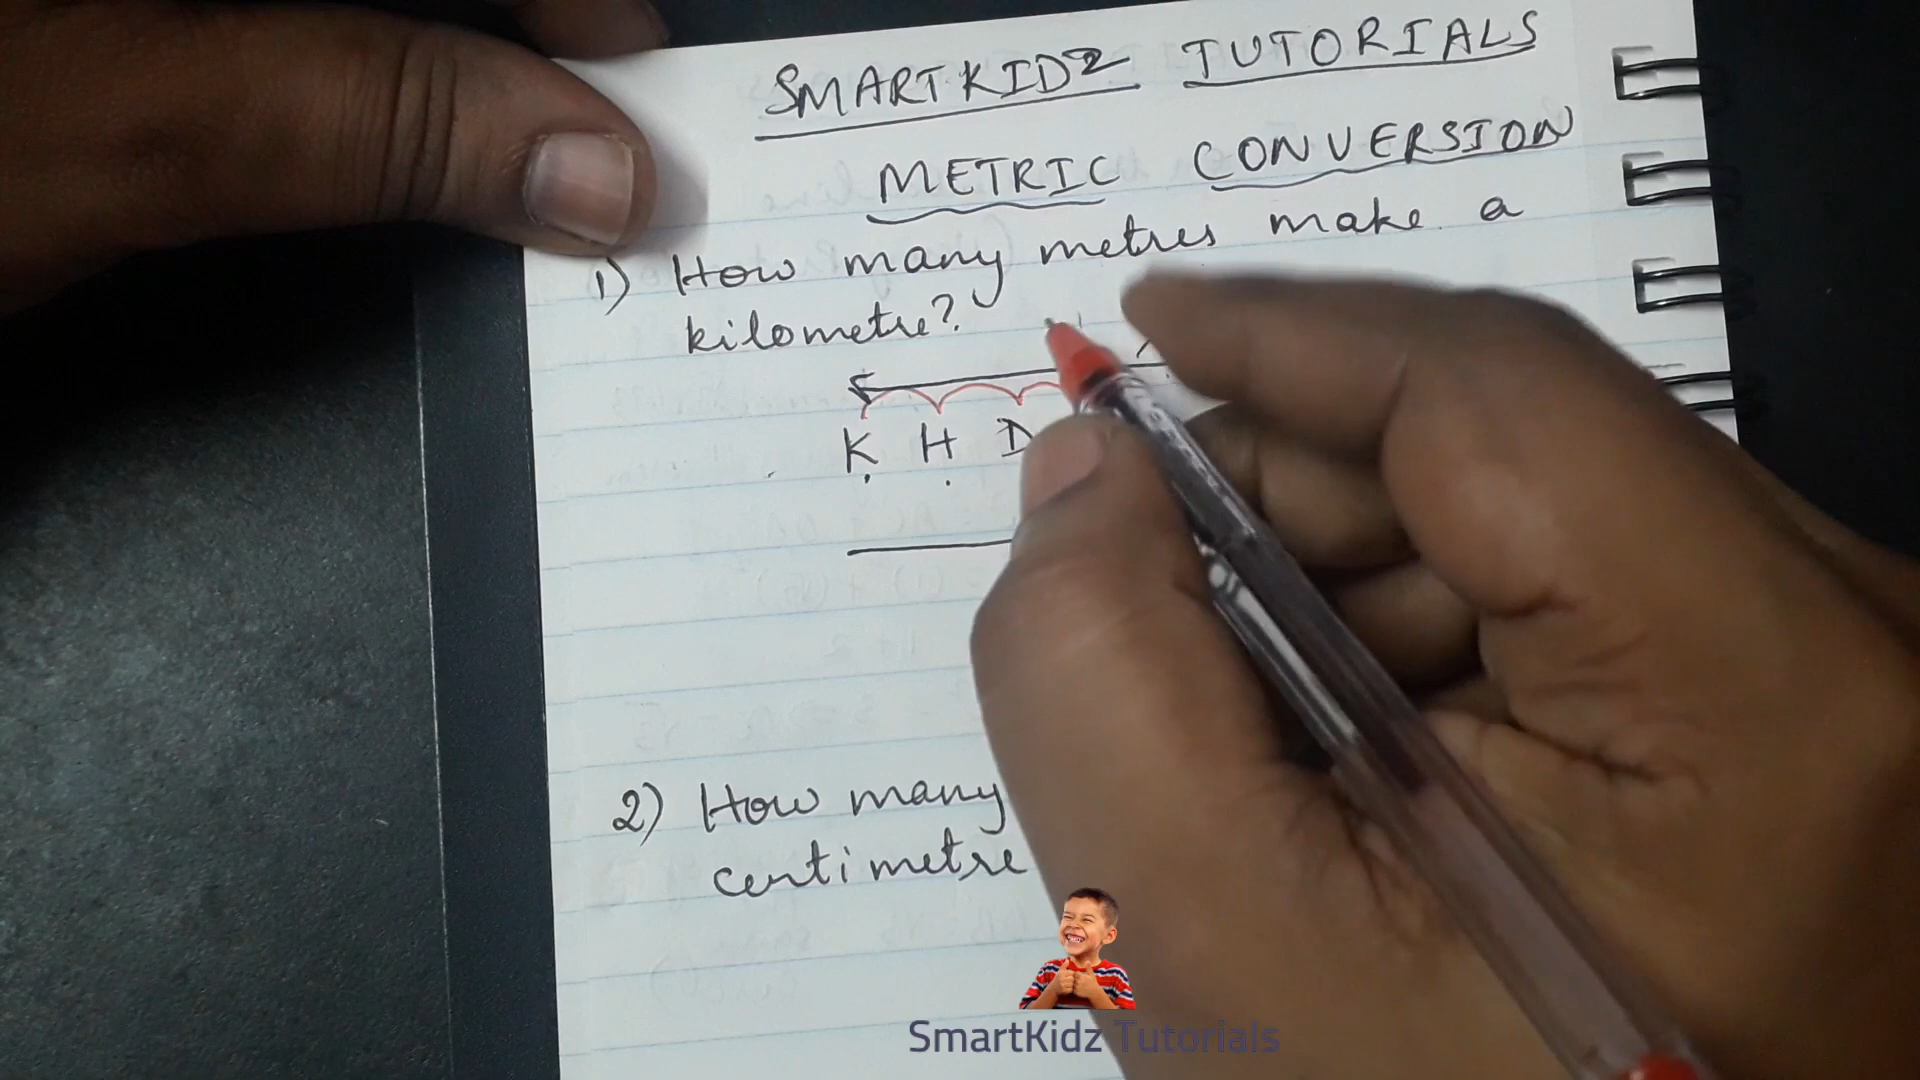 SMARTKIDZ TUTORIALS
METRIC CONVERSION
1) How many metres make a
kilometre?
K H D
2) How many
centimetre
SmartKidz Tutorials